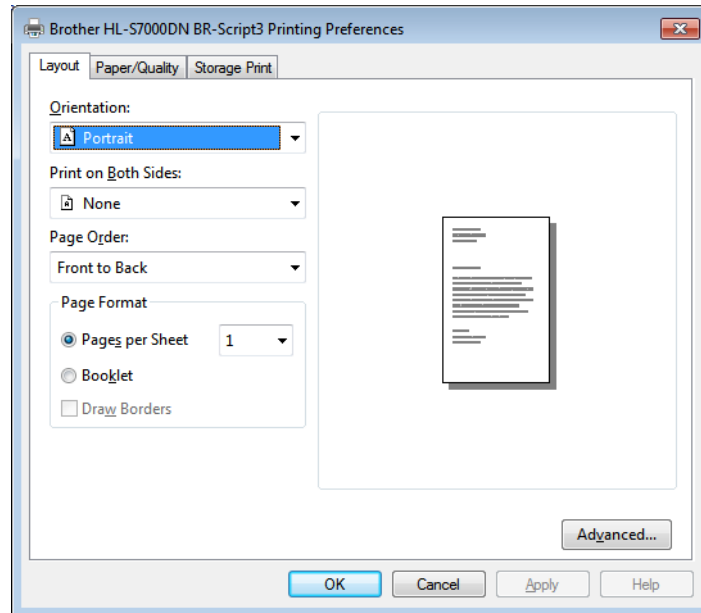 Brother HL-S7000DN BR-Script3 Printing Preferences
Layout Paper/Quality Storage Print
Orientation:
A Portrait
Print on Both Sides:
None
Page Order:
Front to Back
Page Format
Pages per Sheet 1
Booklet
Draw Borders
Advanced...
OK Cancel Apply Help